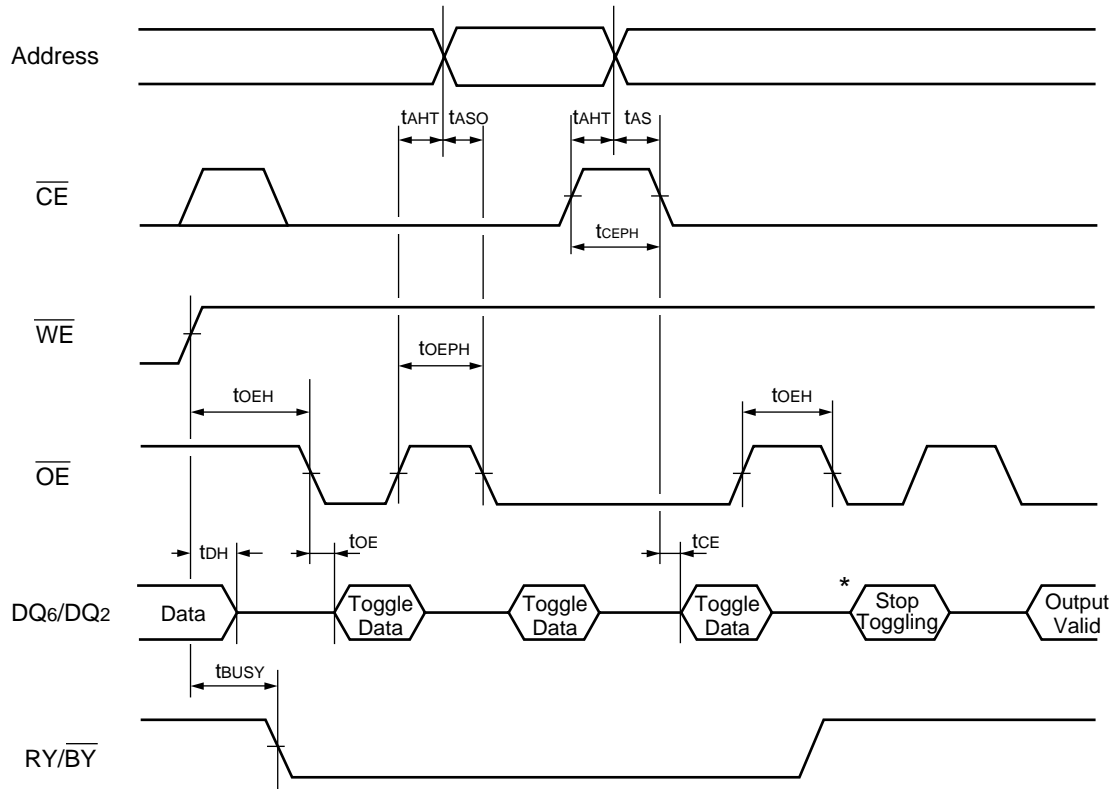 Address
tAHT tASO tAHT tAS
CE
tCEPH
WE
tOEPH
tOEH tOEH
OE
tDH tOE tCE
DQ6/DQ2 Data Toggle Data Toggle Data Toggle Data * Stop Toggling Output Valid
tBUSY
RY/BY